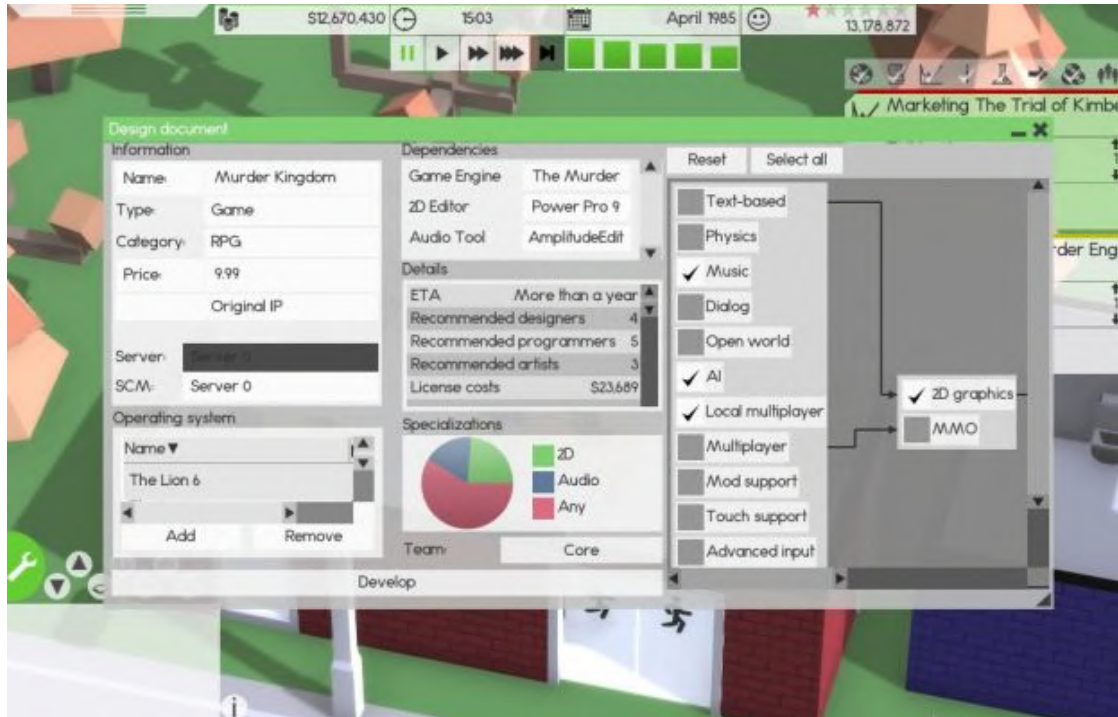 $12,670,430
1503
April 1985
13,178,872
Marketing The Trial of Kimbe
Design document
Information
Name: Murder Kingdom
Type: Game
Category: RPG
Price: 9.99
Original IP
Server: Server 0
SCM: Server 0
Operating system
Name
The Lion 6
Add
Remove
Dependencies
Game Engine The Murder
2D Editor Power Pro 9
Audio Tool AmplitudeEdit
Details
ETA More than a year
Recommended designers 4
Recommended programmers 5
Recommended artists 3
License costs $23,689
Specializations
2D
Audio
Any
Team: Core
Develop
Reset
Select all
Text-based
Physics
Music
Dialog
Open world
AI
Local multiplayer
Multiplayer
Mod support
Touch support
Advanced input
2D graphics
MMO
rder Eng